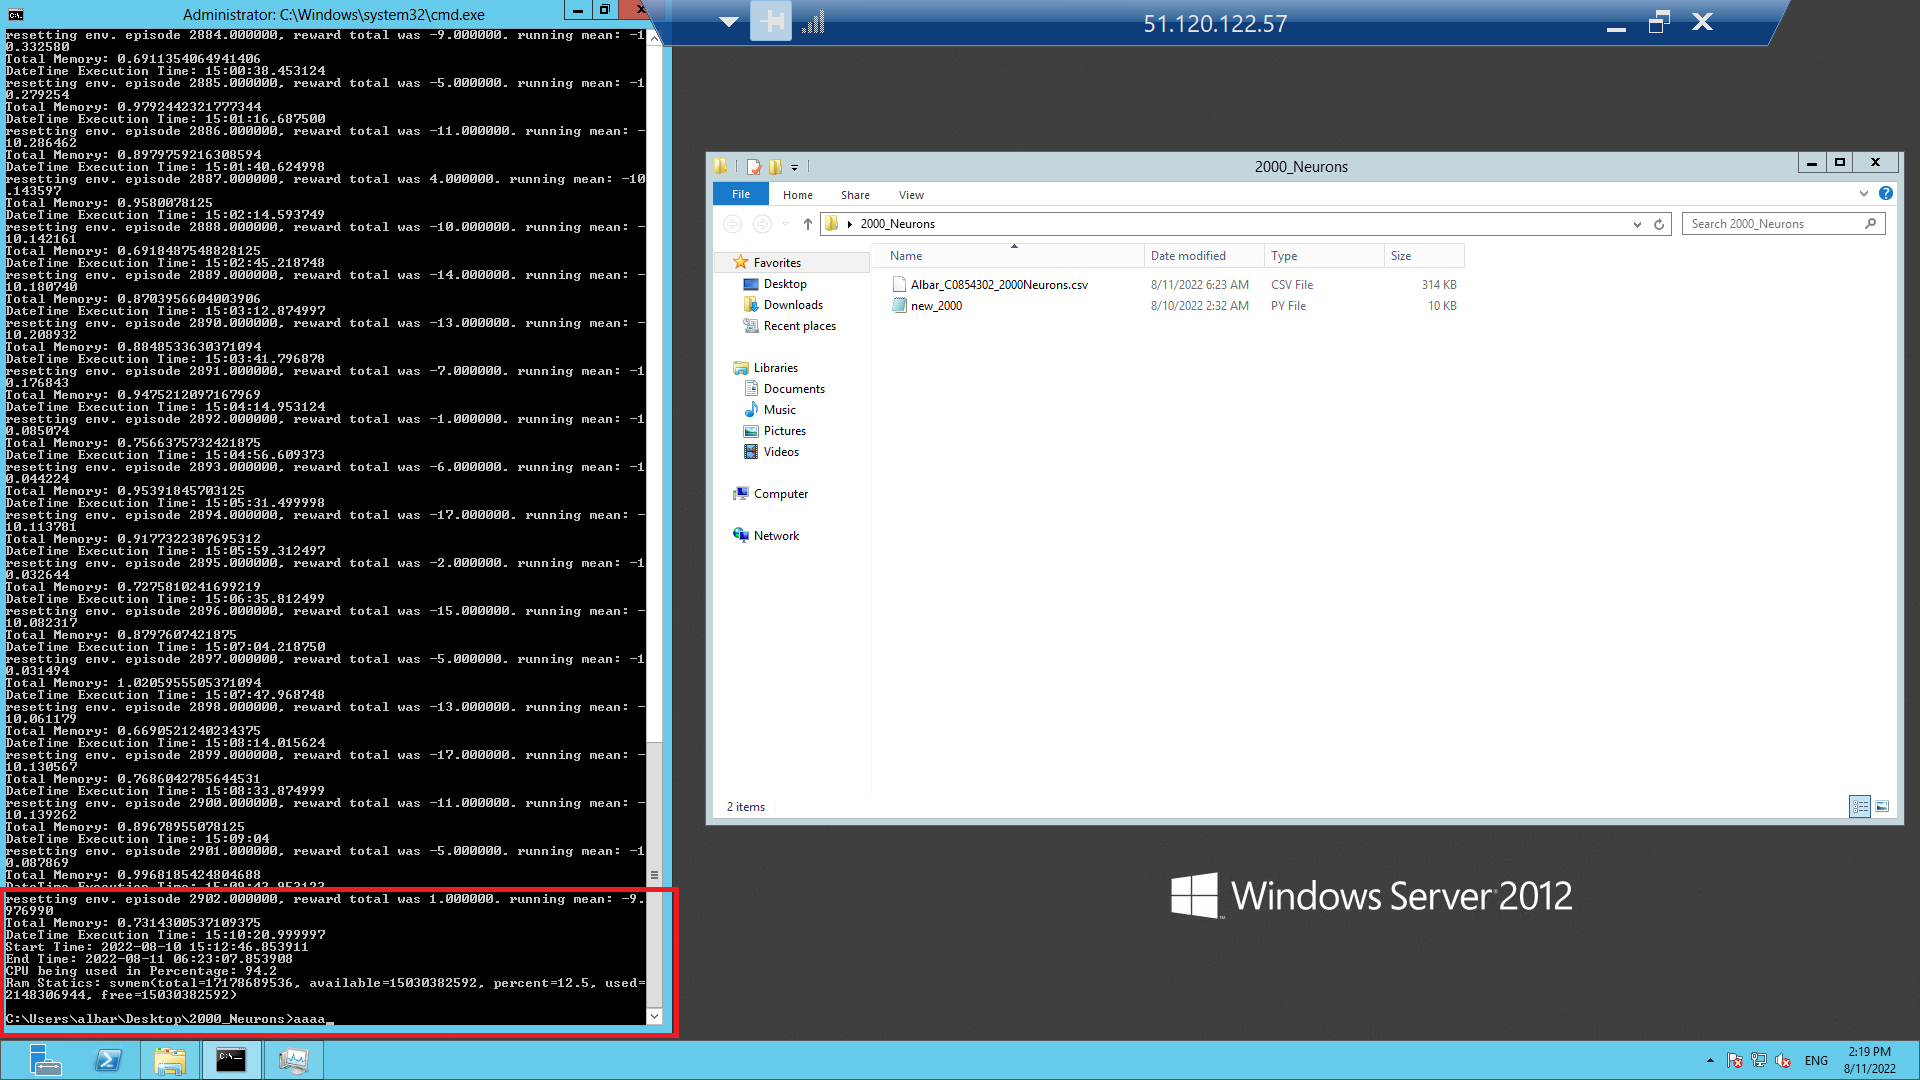 Administrator: C:\Windows\system32\cmd.exe
resetting env. episode 2884.000000, reward total was -9.000000. running mean: -1
0.332580
Total Memory: 0.6911354064941406
DateTime Execution Time: 15:00:38.453124
resetting env. episode 2885.000000, reward total was -5.000000. running mean: -1
0.279254
Total Memory: 0.9792442321777344
DateTime Execution Time: 15:01:16.687500
resetting env. episode 2886.000000, reward total was -11.000000. running mean: -
10.286462
Total Memory: 0.8979759216308594
DateTime Execution Time: 15:01:40.624998
resetting env. episode 2887.000000, reward total was 4.000000. running mean: -10
.143597
Total Memory: 0.9580078125
DateTime Execution Time: 15:02:14.593749
resetting env. episode 2888.000000, reward total was -10.000000. running mean: -
10.142161
Total Memory: 0.6918487548828125
DateTime Execution Time: 15:02:45.218748
resetting env. episode 2889.000000, reward total was -14.000000. running mean: -
10.180740
Total Memory: 0.8703956604003906
DateTime Execution Time: 15:03:12.874997
resetting env. episode 2890.000000, reward total was -13.000000. running mean: -
10.208932
Total Memory: 0.8848533630371094
DateTime Execution Time: 15:03:41.796878
resetting env. episode 2891.000000, reward total was -7.000000. running mean: -1
0.176843
Total Memory: 0.9475212097167969
DateTime Execution Time: 15:04:14.953124
resetting env. episode 2892.000000, reward total was -1.000000. running mean: -1
0.085074
Total Memory: 0.7566375732421875
DateTime Execution Time: 15:04:56.609373
resetting env. episode 2893.000000, reward total was -6.000000. running mean: -1
0.044224
Total Memory: 0.95391845703125
DateTime Execution Time: 15:05:31.499998
resetting env. episode 2894.000000, reward total was -17.000000. running mean: -
10.113781
Total Memory: 0.9177322387695312
DateTime Execution Time: 15:05:59.312497
resetting env. episode 2895.000000, reward total was -2.000000. running mean: -1
0.032644
Total Memory: 0.7275810241699219
DateTime Execution Time: 15:06:35.812499
resetting env. episode 2896.000000, reward total was -15.000000. running mean: -
10.082317
Total Memory: 0.8797607421875
DateTime Execution Time: 15:07:04.218750
resetting env. episode 2897.000000, reward total was -5.000000. running mean: -1
0.031494
Total Memory: 1.0205955505371094
DateTime Execution Time: 15:07:47.968748
resetting env. episode 2898.000000, reward total was -13.000000. running mean: -
10.061179
Total Memory: 0.6690521240234375
DateTime Execution Time: 15:08:14.015624
resetting env. episode 2899.000000, reward total was -17.000000. running mean: -
10.130567
Total Memory: 0.7686042785644531
DateTime Execution Time: 15:08:33.874999
resetting env. episode 2900.000000, reward total was -11.000000. running mean: -
10.139262
Total Memory: 0.89678955078125
DateTime Execution Time: 15:09:04
resetting env. episode 2901.000000, reward total was -5.000000. running mean: -1
0.087869
Total Memory: 0.9968185424804688
DateTime Execution Time: 15:09:43.953123
resetting env. episode 2902.000000, reward total was 1.000000. running mean: -9.
976990
Total Memory: 0.7314300537109375
DateTime Execution Time: 15:10:20.999997
Start Time: 2022-08-10 15:12:46.853911
End Time: 2022-08-11 06:23:07.853908
CPU being used in Percentage: 94.2
Ram Statics: svmem(total=17178689536, available=15030382592, percent=12.5, used=
2148306944, free=15030382592)
C:\Users\albar\Desktop\2000_Neurons>aaaa_
51.120.122.57
2000_Neurons
File Home Share View
2000_Neurons
Search 2000_Neurons
Name Date modified Type Size
Albar_C0854302_2000Neurons.csv 8/11/2022 6:23 AM CSV File 314 KB
new_2000 8/10/2022 2:32 AM PY File 10 KB
Favorites
Desktop
Downloads
Recent places
Libraries
Documents
Music
Pictures
Videos
Computer
Network
2 items
Windows Server 2012
ENG
2:19 PM
8/11/2022